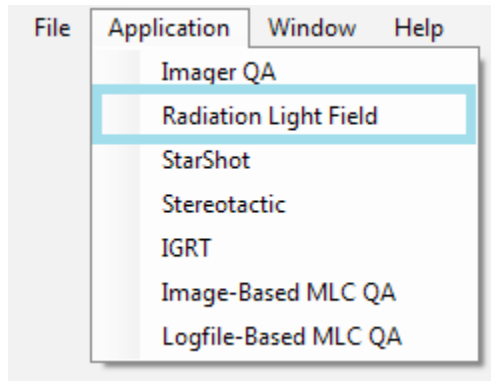 File Application Window Help
Imager QA
Radiation Light Field
StarShot
Stereotactic
IGRT
Image-Based MLC QA
Logfile-Based MLC QA